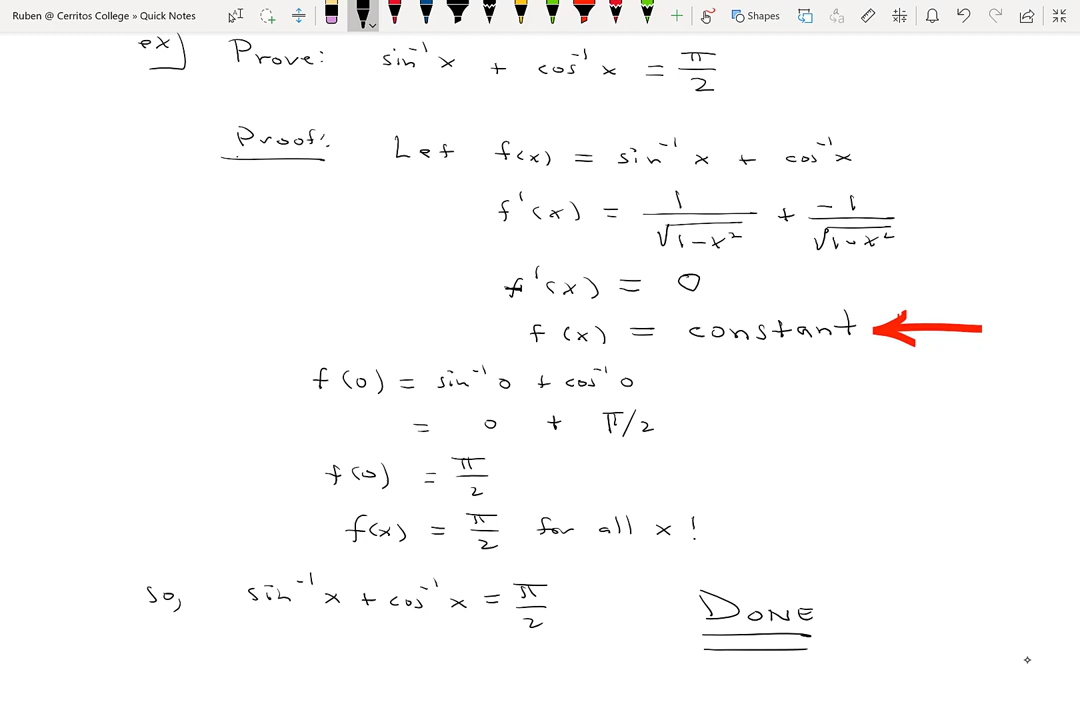 Ruben @ Cerritos College » Quick Notes Shapes
ex) Prove: sin⁻¹ x + cos⁻¹ x = π/2
Proof: Let f(x) = sin⁻¹ x + cos⁻¹ x
f'(x) = 1/√(1-x²) + -1/√(1-x²)
f'(x) = 0
f(x) = constant
f(0) = sin⁻¹ 0 + cos⁻¹ 0
= 0 + π/2
f(0) = π/2
f(x) = π/2 for all x!
So, sin⁻¹ x + cos⁻¹ x = π/2
DONE